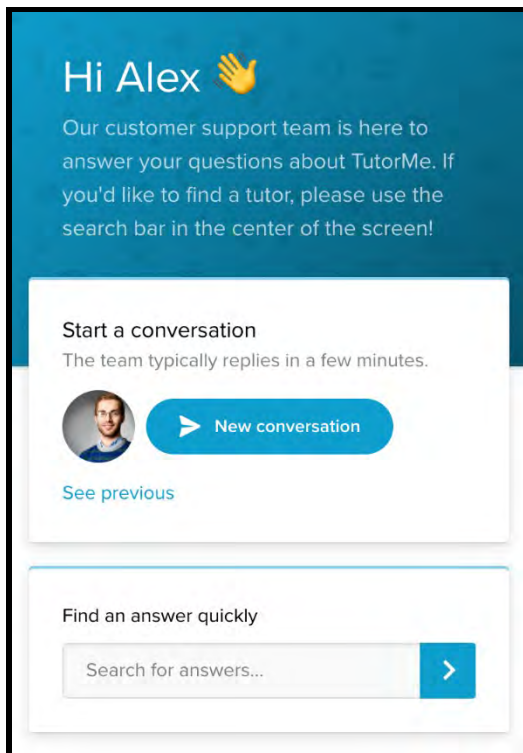 Hi Alex 👋
Our customer support team is here to
answer your questions about TutorMe. If
you'd like to find a tutor, please use the
search bar in the center of the screen!
Start a conversation
The team typically replies in a few minutes.
New conversation
See previous
Find an answer quickly
Search for answers...